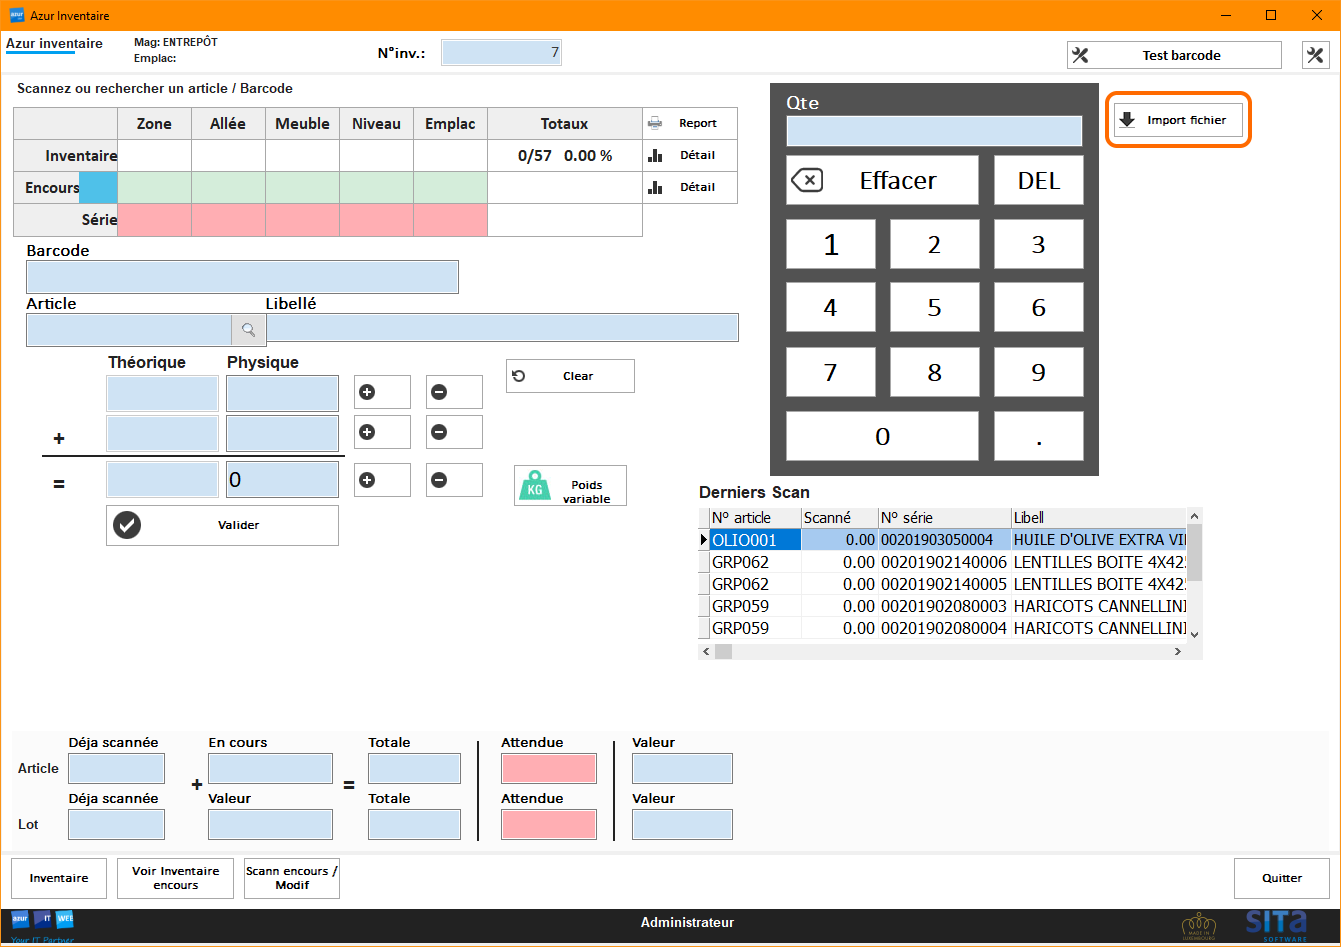 Azur Inventaire
Azur inventaire
Mag: ENTREPÔT
Emplac:
N°inv.: 7
Test barcode
Scannez ou rechercher un article / Barcode
Zone Allée Meuble Niveau Emplac Totaux Report
Inventaire 0/57 0.00 % Détail
Encours Détail
Série
Barcode
Article Libellé
Théorique Physique
Clear
+
= 0
Poids
variable
KG
Valider
Qte
Effacer DEL
1 2 3
4 5 6
7 8 9
0 .
Import fichier
Derniers Scan
N° article Scanné N° série Libell
OLIO001 0.00 00201903050004 HUILE D'OLIVE EXTRA VI
GRP062 0.00 00201902140006 LENTILLES BOITE 4X425
GRP062 0.00 00201902140005 LENTILLES BOITE 4X425
GRP059 0.00 00201902080003 HARICOTS CANNELLINI
GRP059 0.00 00201902080004 HARICOTS CANNELLINI
Déja scannée En cours Totale Attendue Valeur
Article + =
Déja scannée Valeur Totale Attendue Valeur
Lot
Inventaire
Voir Inventaire
encours
Scann encours /
Modif
Quitter
azur IT WEB
Your IT Partner
Administrateur
MADE IN
LUXEMBOURG
SITA
SOFTWARE